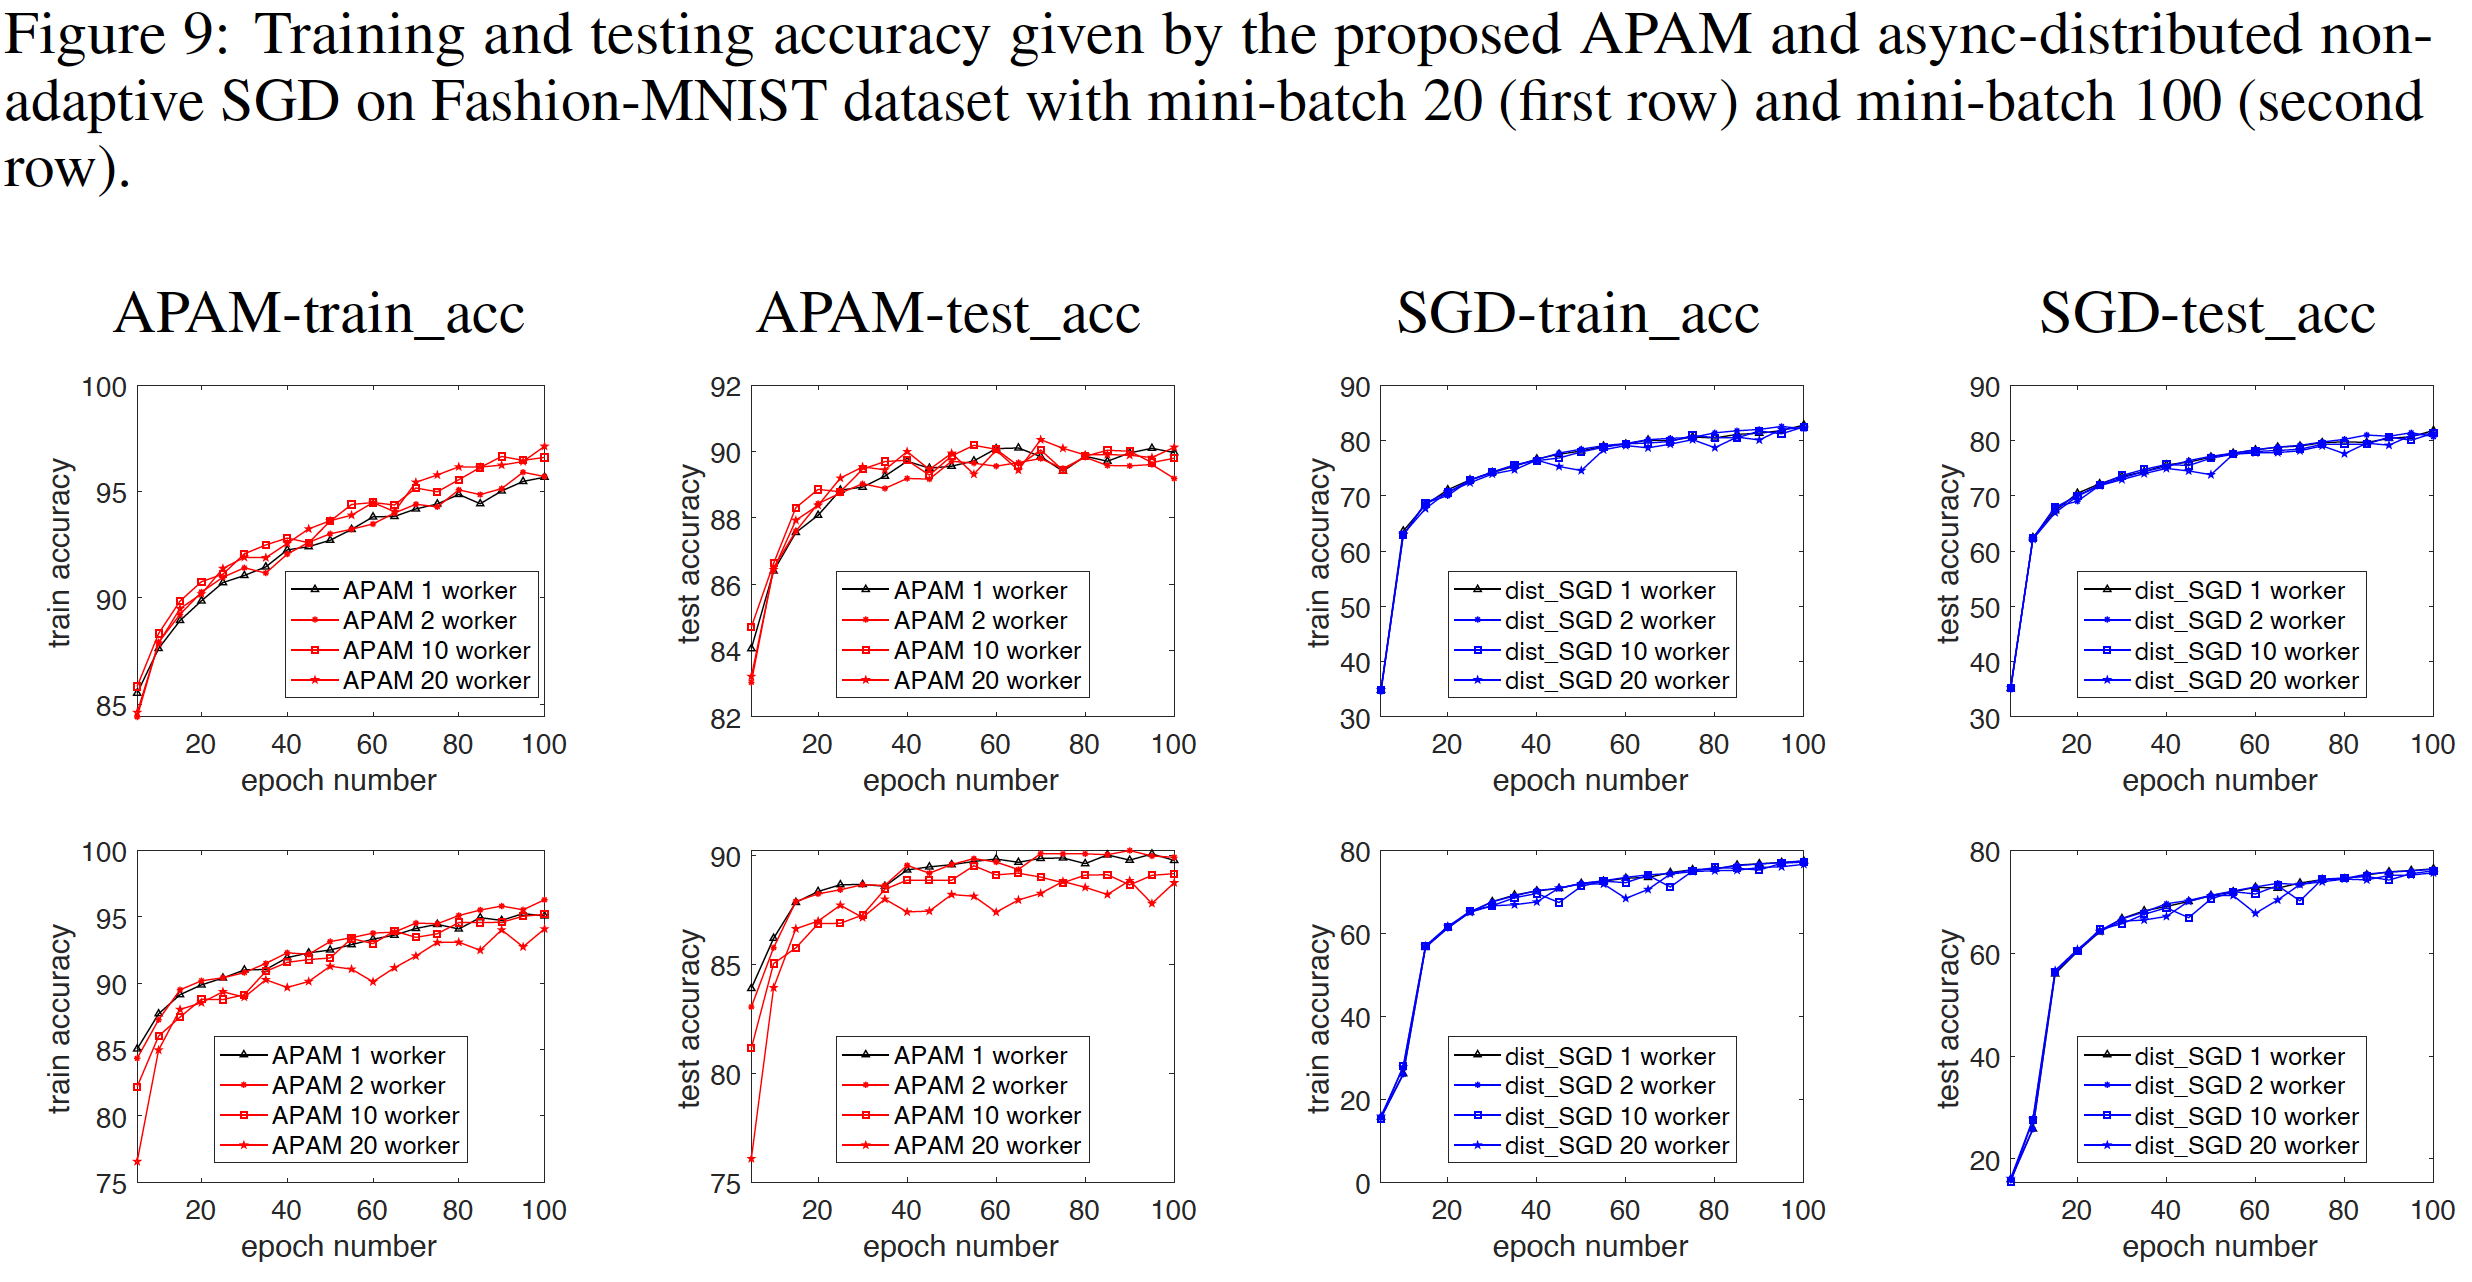 Figure 9: Training and testing accuracy given by the proposed APAM and async-distributed non-
adaptive SGD on Fashion-MNIST dataset with mini-batch 20 (first row) and mini-batch 100 (second
row).
APAM-train_acc
APAM-test_acc
SGD-train_acc
SGD-test_acc
100
95
90
85
train accuracy
20 40 60 80 100
epoch number
APAM 1 worker
APAM 2 worker
APAM 10 worker
APAM 20 worker
92
90
88
86
84
82
test accuracy
20 40 60 80 100
epoch number
APAM 1 worker
APAM 2 worker
APAM 10 worker
APAM 20 worker
90
80
70
60
50
40
30
train accuracy
20 40 60 80 100
epoch number
dist_SGD 1 worker
dist_SGD 2 worker
dist_SGD 10 worker
dist_SGD 20 worker
90
80
70
60
50
40
30
test accuracy
20 40 60 80 100
epoch number
dist_SGD 1 worker
dist_SGD 2 worker
dist_SGD 10 worker
dist_SGD 20 worker
100
95
90
85
80
75
train accuracy
20 40 60 80 100
epoch number
APAM 1 worker
APAM 2 worker
APAM 10 worker
APAM 20 worker
90
85
80
75
test accuracy
20 40 60 80 100
epoch number
APAM 1 worker
APAM 2 worker
APAM 10 worker
APAM 20 worker
80
60
40
20
0
train accuracy
20 40 60 80 100
epoch number
dist_SGD 1 worker
dist_SGD 2 worker
dist_SGD 10 worker
dist_SGD 20 worker
80
60
40
20
test accuracy
20 40 60 80 100
epoch number
dist_SGD 1 worker
dist_SGD 2 worker
dist_SGD 10 worker
dist_SGD 20 worker